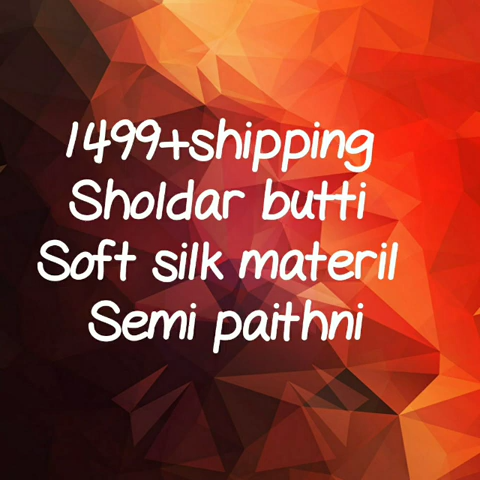 1499+shipping
Sholdar butti
Soft silk materil
Semi paithni